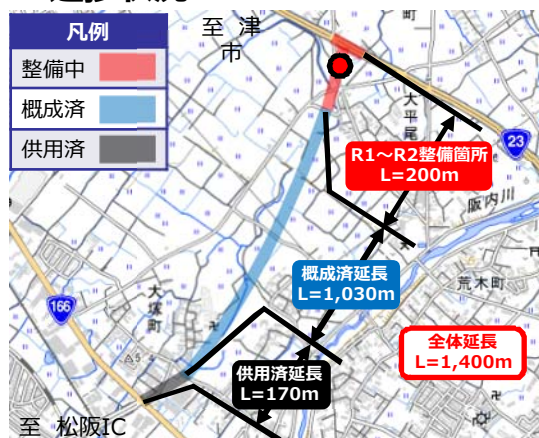 凡例
整備中
概成済
供用済
至 津
市
大平尾
町
23
R1～R2整備箇所
L=200m
阪内川
概成済延長
L=1,030m
荒木町
166
大塚町
全体延長
L=1,400m
供用済延長
L=170m
至 松阪IC